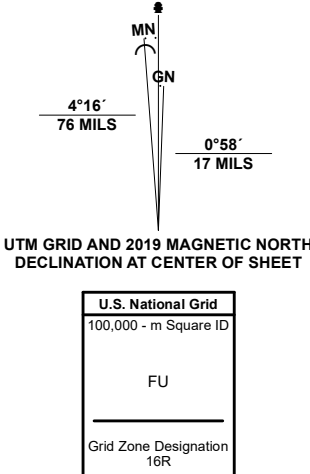 MN
GN
4°16´
76 MILS
0°58´
17 MILS
UTM GRID AND 2019 MAGNETIC NORTH
DECLINATION AT CENTER OF SHEET
U.S. National Grid
100,000 - m Square ID
FU
Grid Zone Designation
16R